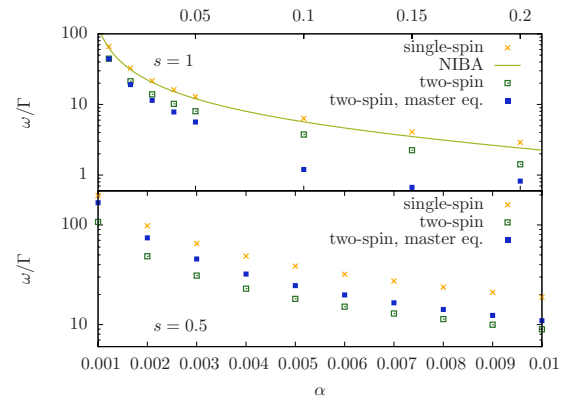 0.05 0.1 0.15 0.2
100
10
1
ω/Γ
s = 1
single-spin
NIBA
two-spin
two-spin, master eq.
100
10
ω/Γ
single-spin
two-spin
two-spin, master eq.
s = 0.5
0.001 0.002 0.003 0.004 0.005 0.006 0.007 0.008 0.009 0.01
α